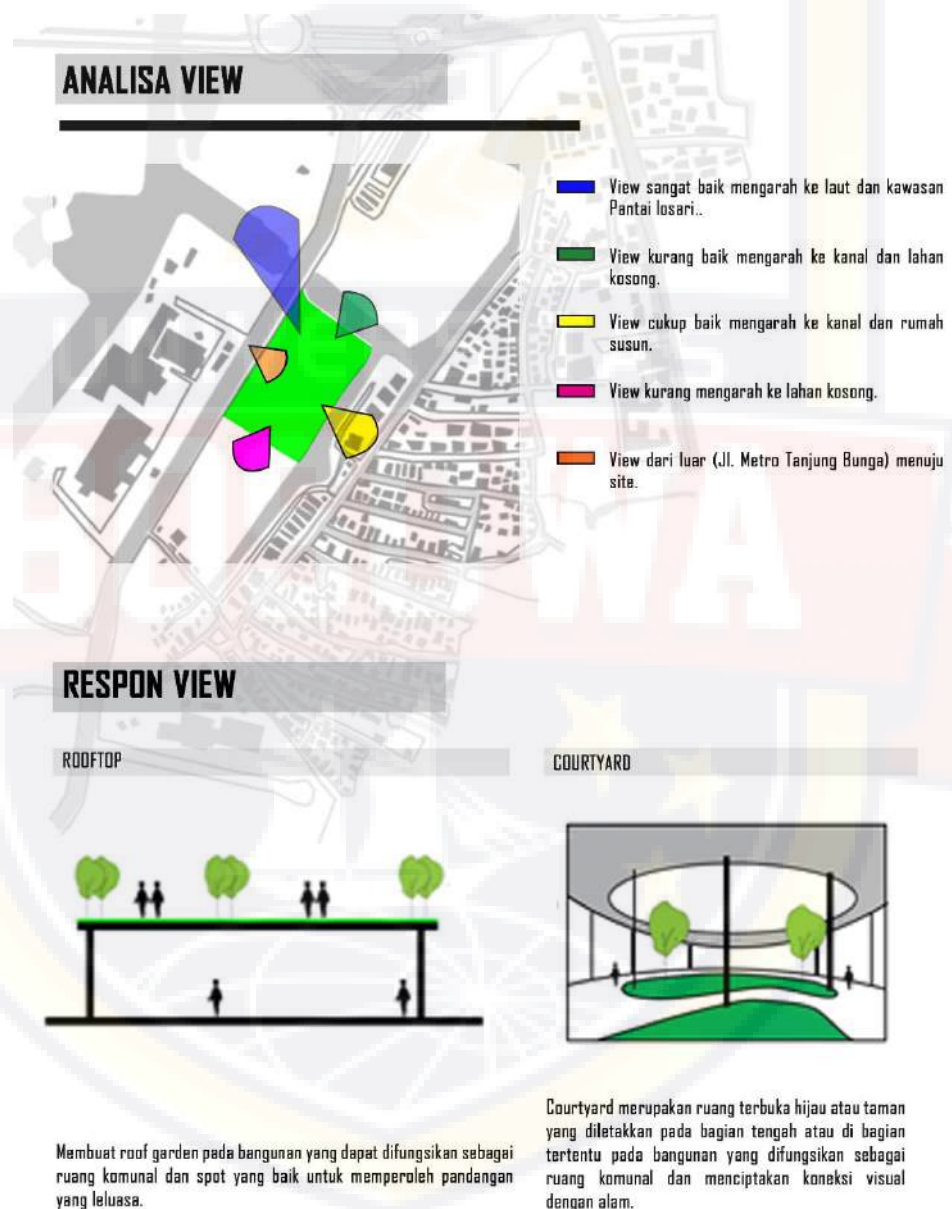 ANALISA VIEW
View sangat baik mengarah ke laut dan kawasan
Pantai losari..
View kurang baik mengarah ke kanal dan lahan
kosong.
View cukup baik mengarah ke kanal dan rumah
susun.
View kurang mengarah ke lahan kosong.
View dari luar (Jl. Metro Tanjung Bunga) menuju
site.
BOSOWA
RESPON VIEW
ROOFTOP
Membuat roof garden pada bangunan yang dapat difungsikan sebagai
ruang komunal dan spot yang baik untuk memperoleh pandangan
yang leluasa.
COURTYARD
Courtyard merupakan ruang terbuka hijau atau taman
yang diletakkan pada bagian tengah atau di bagian
tertentu pada bangunan yang difungsikan sebagai
ruang komunal dan menciptakan koneksi visual
dengan alam.